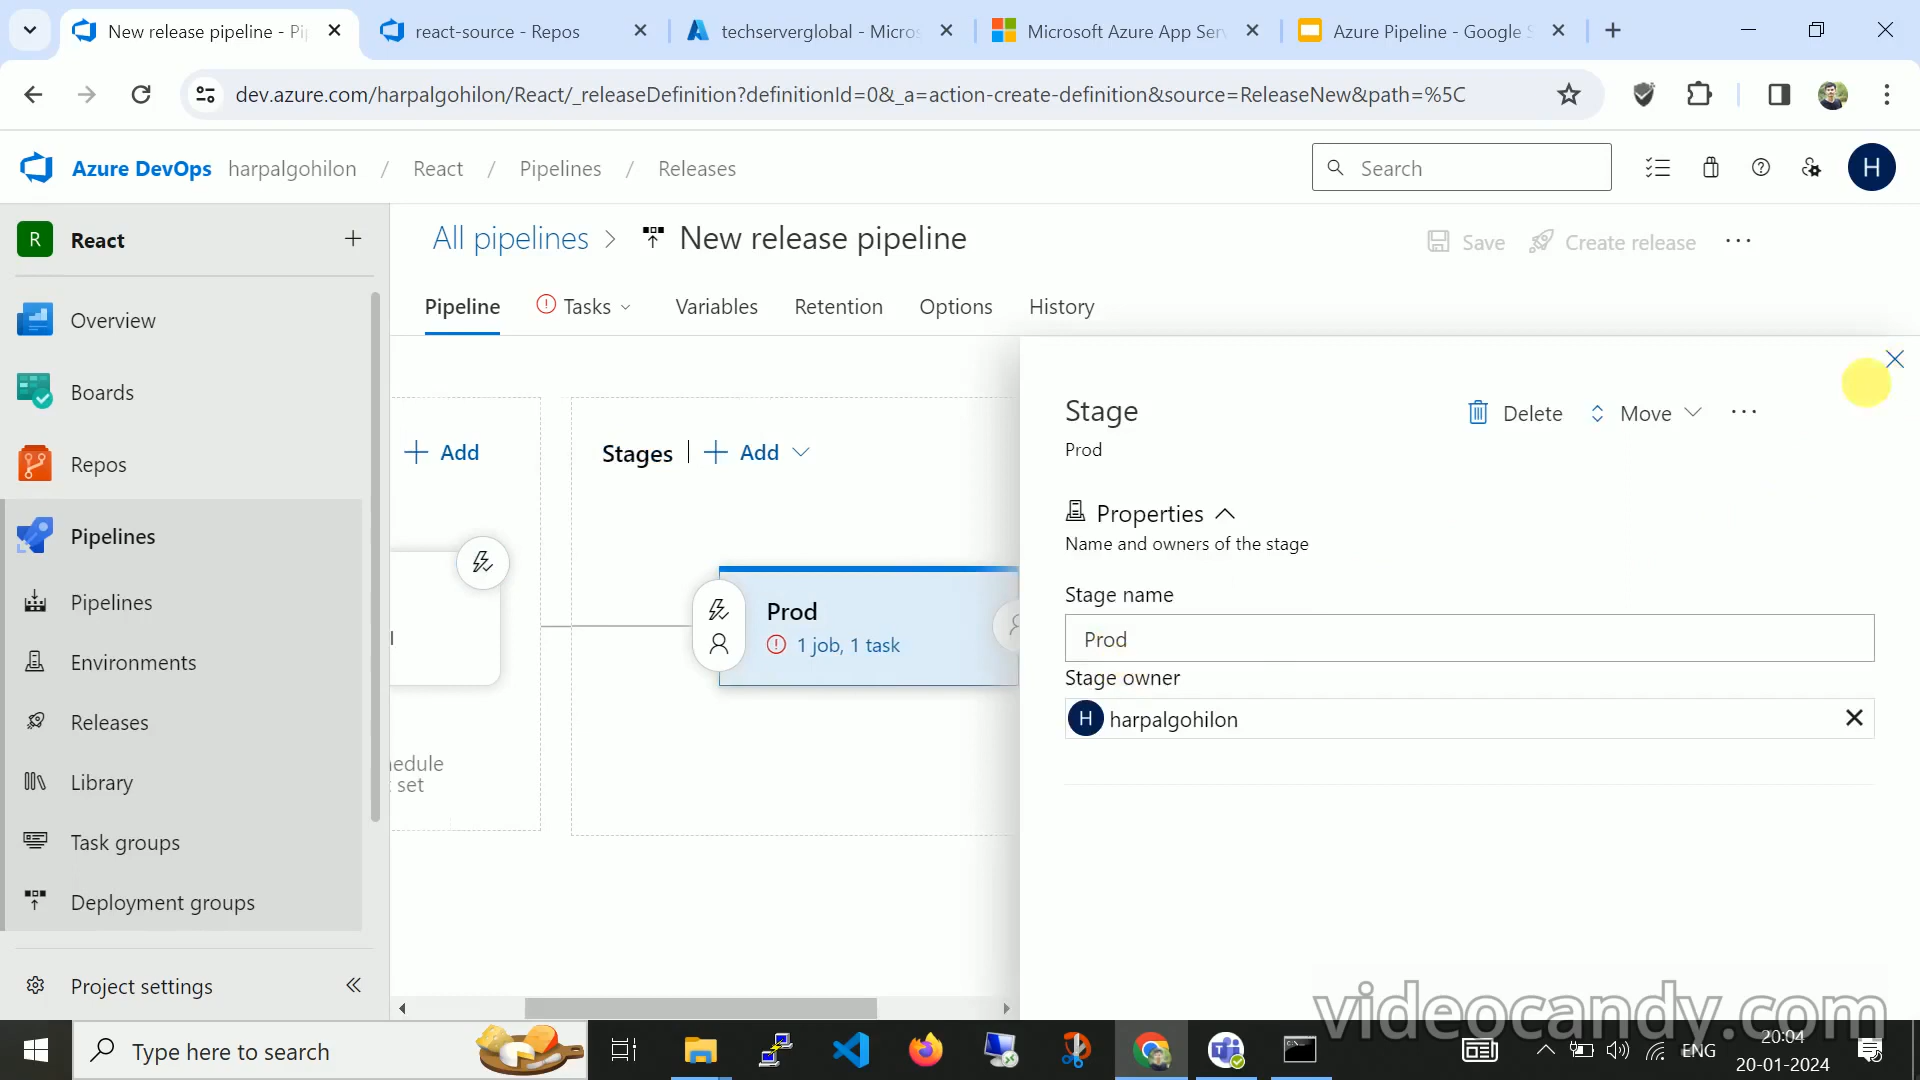 New release pipeline - Pi
react-source - Repos
techserverglobal - Micros
Microsoft Azure App Serv
Azure Pipeline - Google S
dev.azure.com/harpalgohilon/React/_releaseDefinition?definitionId=0&_a=action-create-definition&source=ReleaseNew&path=%5C
Azure DevOps harpalgohilon / React / Pipelines / Releases
Search
H
R React
Overview
Boards
Repos
Pipelines
Pipelines
Environments
Releases
Library
Task groups
Deployment groups
Project settings
All pipelines > New release pipeline
Save
Create release
Pipeline
Tasks
Variables
Retention
Options
History
Add
Stages | Add
Prod
1 job, 1 task
hedule
set
Stage
Prod
Delete
Move
Properties
Name and owners of the stage
Stage name
Prod
Stage owner
H harpalgohilon
videocandy.com
Type here to search
ENG
20:04
20-01-2024